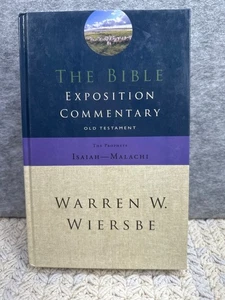 THE BIBLE
EXPOSITION
COMMENTARY
OLD TESTAMENT
THE PROPHETS
ISAIAH—MALACHI
WARREN W.
WIERSBE